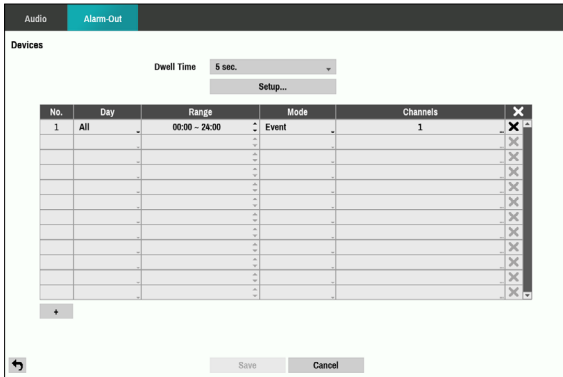 Audio Alarm-Out
Devices
Dwell Time 5 sec.
Setup...
No. Day Range Mode Channels
1 All 00:00 ~ 24:00 Event 1
+
Save Cancel